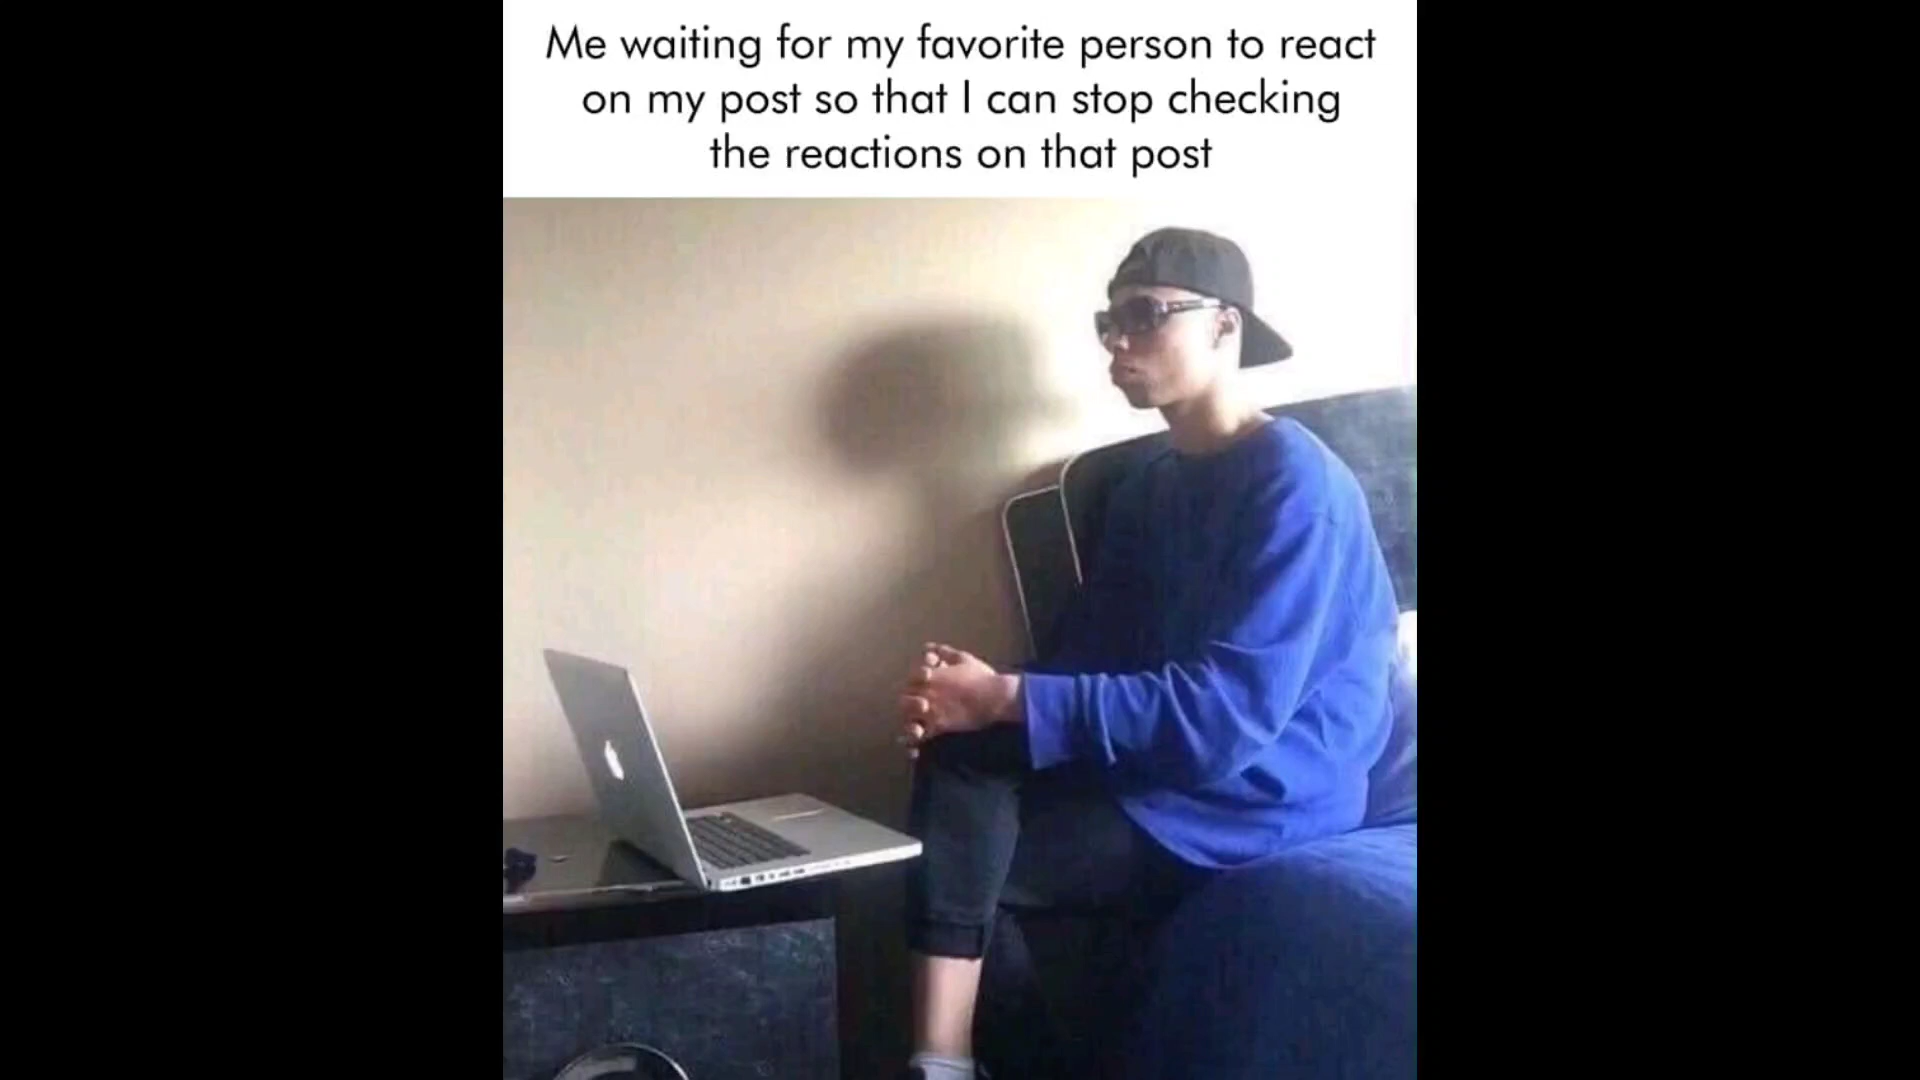 Me waiting for my favorite person to react
on my post so that I can stop checking
the reactions on that post